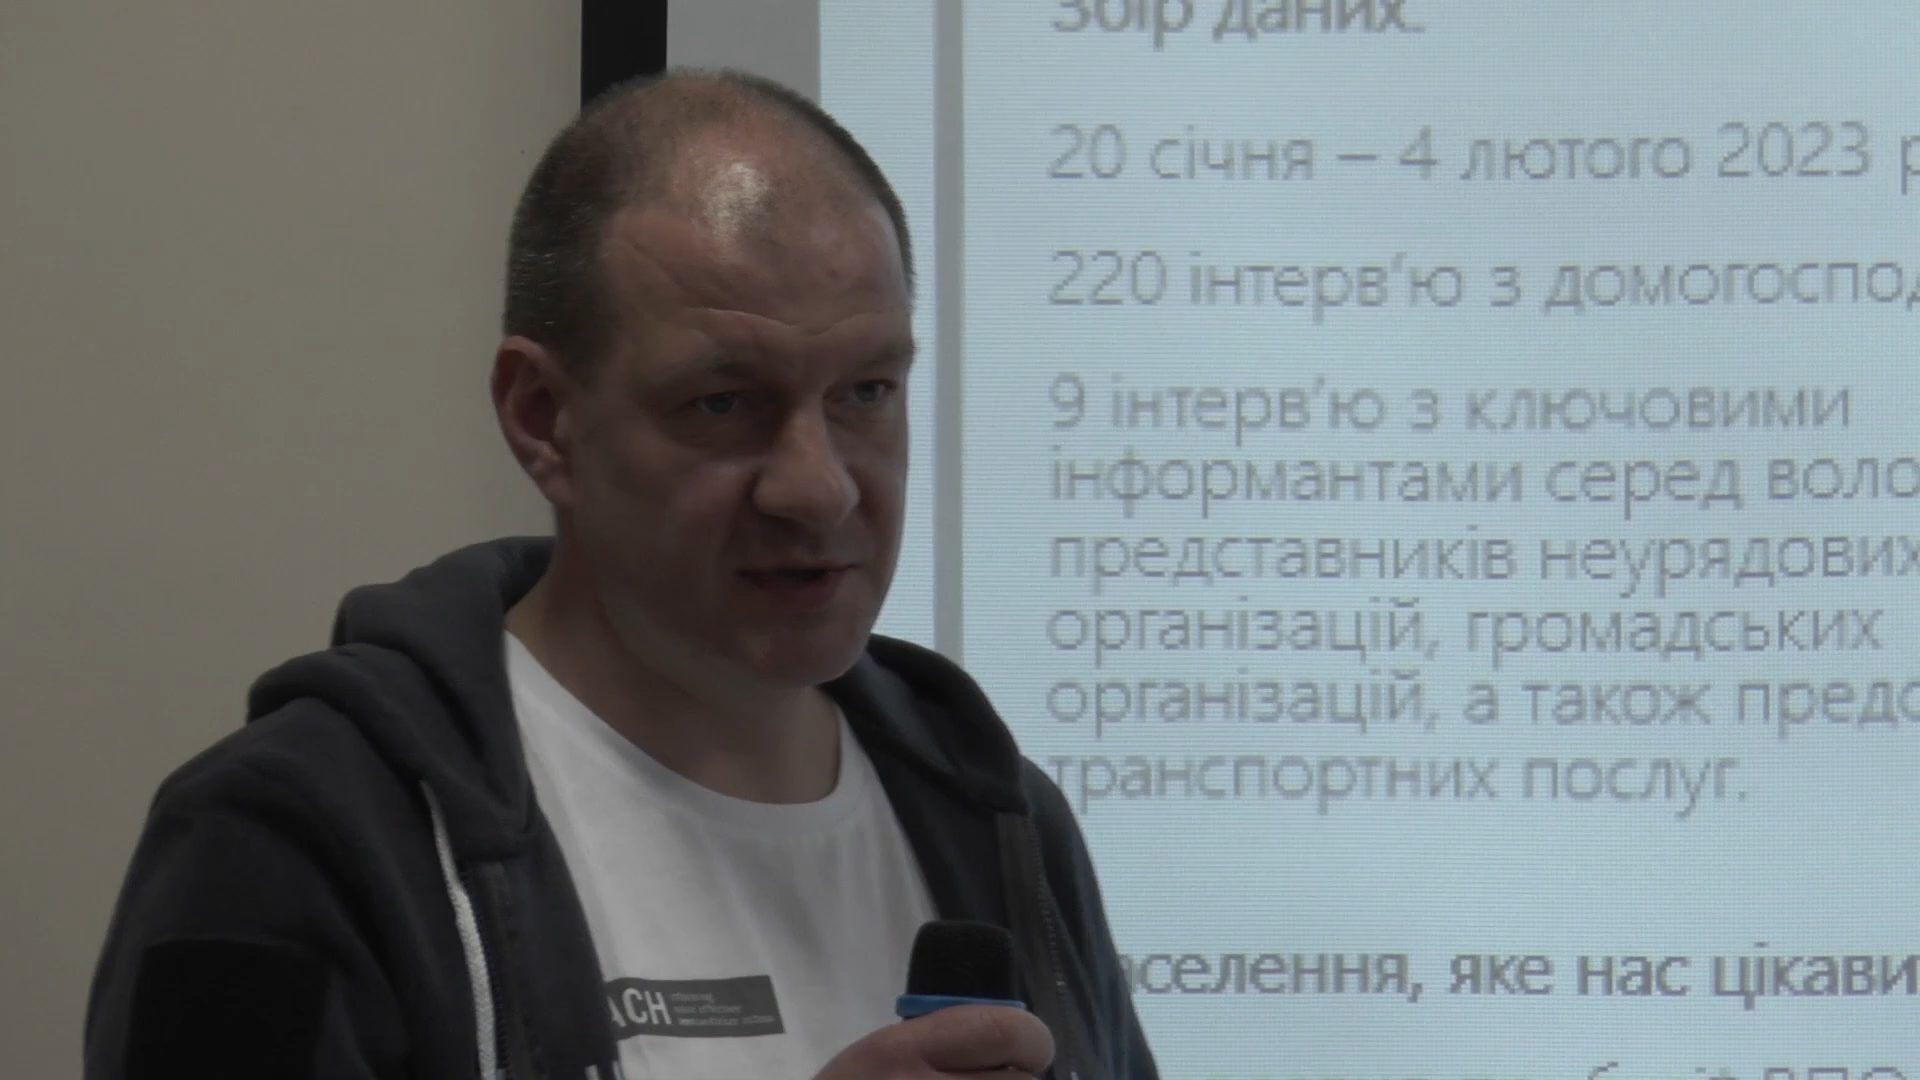 Збір даних.
20 січня – 4 лютого 2023 р
220 інтерв'ю з домогоспод
9 інтерв'ю з ключовими
інформантами серед воло
представників неурядових
організацій, громадських
організацій, а також предс
транспортних послуг.
аселення, яке нас цікави
ACH